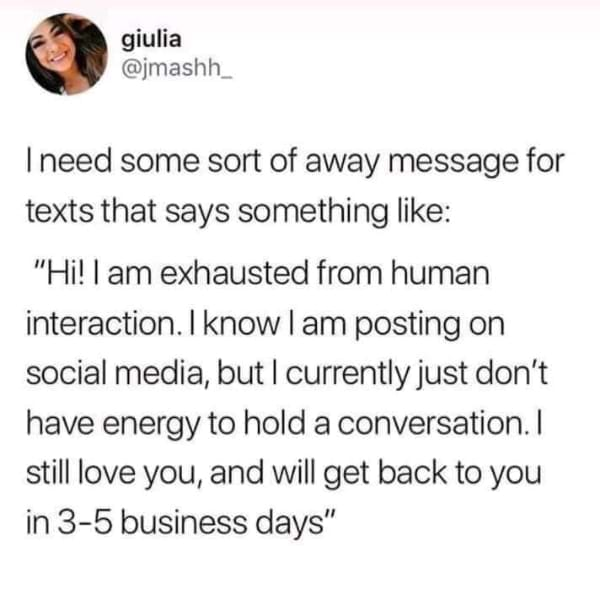 giulia
@jmashh_
I need some sort of away message for
texts that says something like:
"Hi! I am exhausted from human
interaction. I know I am posting on
social media, but I currently just don't
have energy to hold a conversation. I
still love you, and will get back to you
in 3-5 business days"